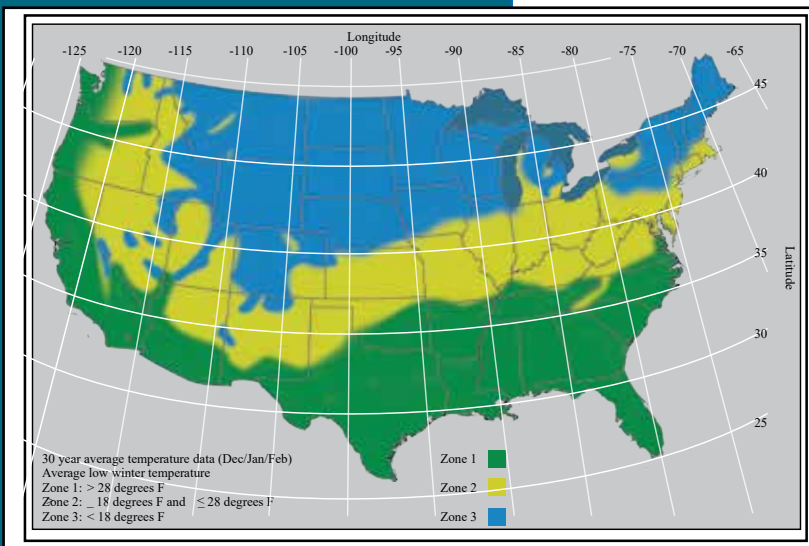 Longitude
-125 -120 -115 -110 -105 -100 -95 -90 -85 -80 -75 -70 -65
45
40
35
Latitude
30
25
30 year average temperature data (Dec/Jan/Feb)
Average low winter temperature
Zone 1: > 28 degrees F
Zone 2: _ 18 degrees F and ≤ 28 degrees F
Zone 3: < 18 degrees F
Zone 1
Zone 2
Zone 3